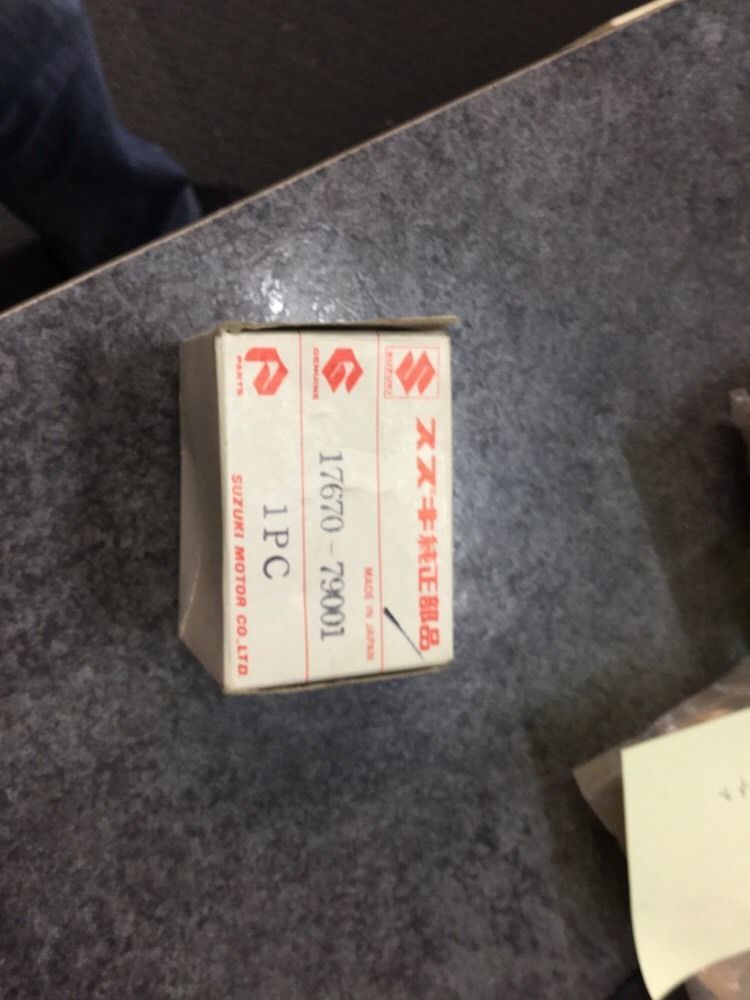 SUZUKI
スズキ純正部品
MADE IN JAPAN
GENUINE
17670-79001
PARTS
1PC
SUZUKI MOTOR CO.,LTD.